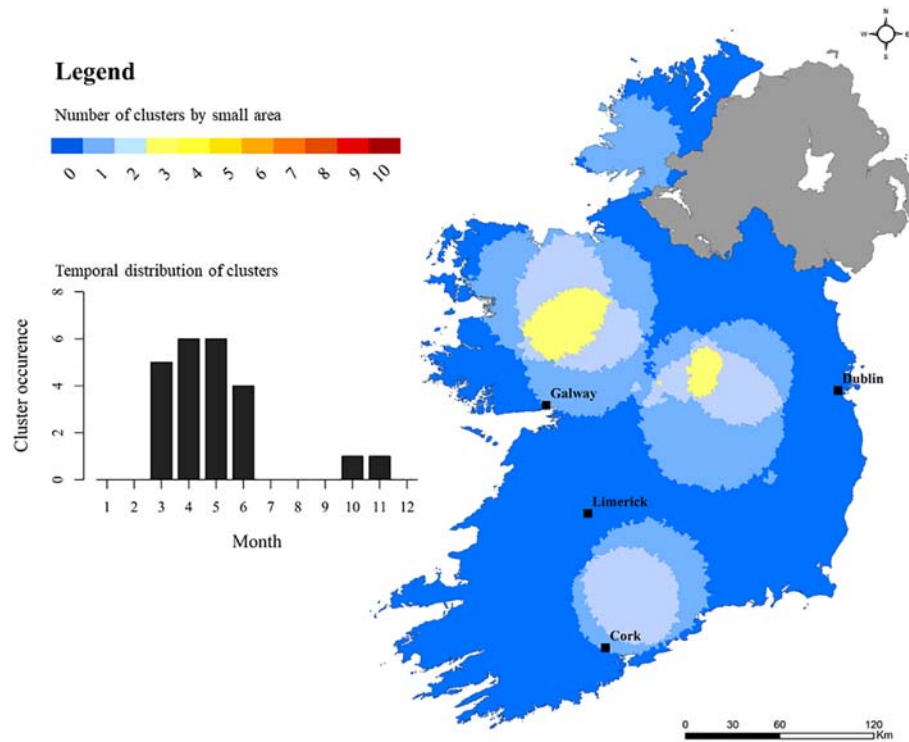 N
W E
S
Legend
Number of clusters by small area
0 1 2 3 4 5 6 7 8 9 10
Temporal distribution of clusters
Cluster occurence
8
6
4
2
0
1 2 3 4 5 6 7 8 9 10 11 12
Month
Dublin
Galway
Limerick
Cork
0 30 60 120
Km